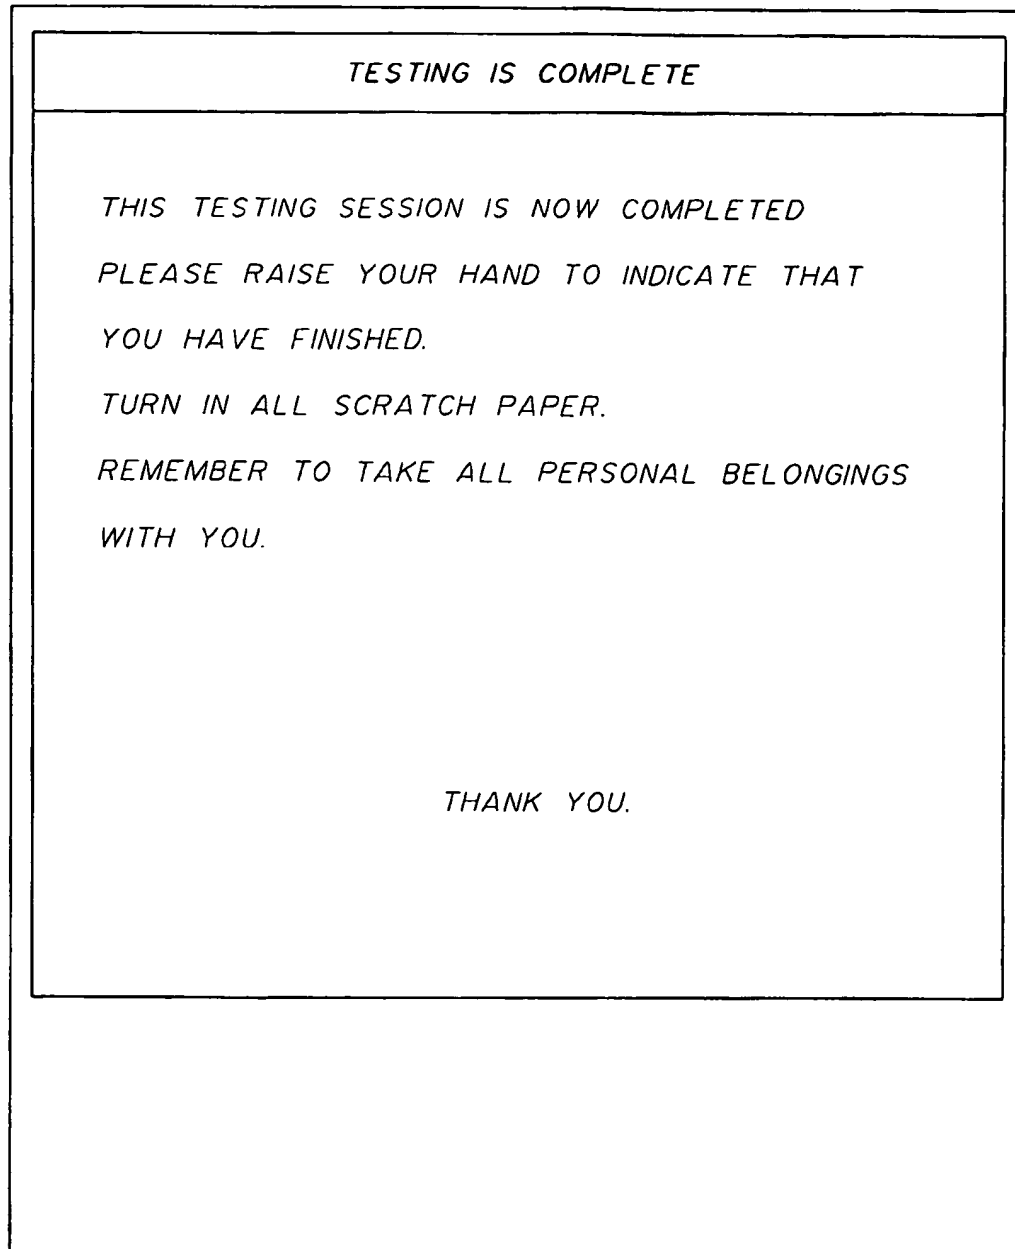 TESTING IS COMPLETE
THIS TESTING SESSION IS NOW COMPLETED
PLEASE RAISE YOUR HAND TO INDICATE THAT
YOU HAVE FINISHED.
TURN IN ALL SCRATCH PAPER.
REMEMBER TO TAKE ALL PERSONAL BELONGINGS
WITH YOU.
THANK YOU.